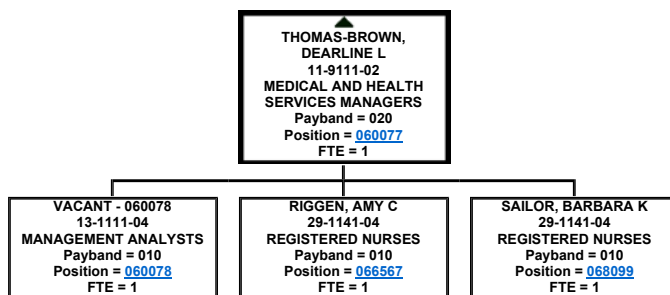 THOMAS-BROWN,
DEARLINE L
11-9111-02
MEDICAL AND HEALTH
SERVICES MANAGERS
Payband = 020
Position = 060077
FTE = 1
VACANT - 060078
13-1111-04
MANAGEMENT ANALYSTS
Payband = 010
Position = 060078
FTE = 1
RIGGEN, AMY C
29-1141-04
REGISTERED NURSES
Payband = 010
Position = 066567
FTE = 1
SAILOR, BARBARA K
29-1141-04
REGISTERED NURSES
Payband = 010
Position = 068099
FTE = 1